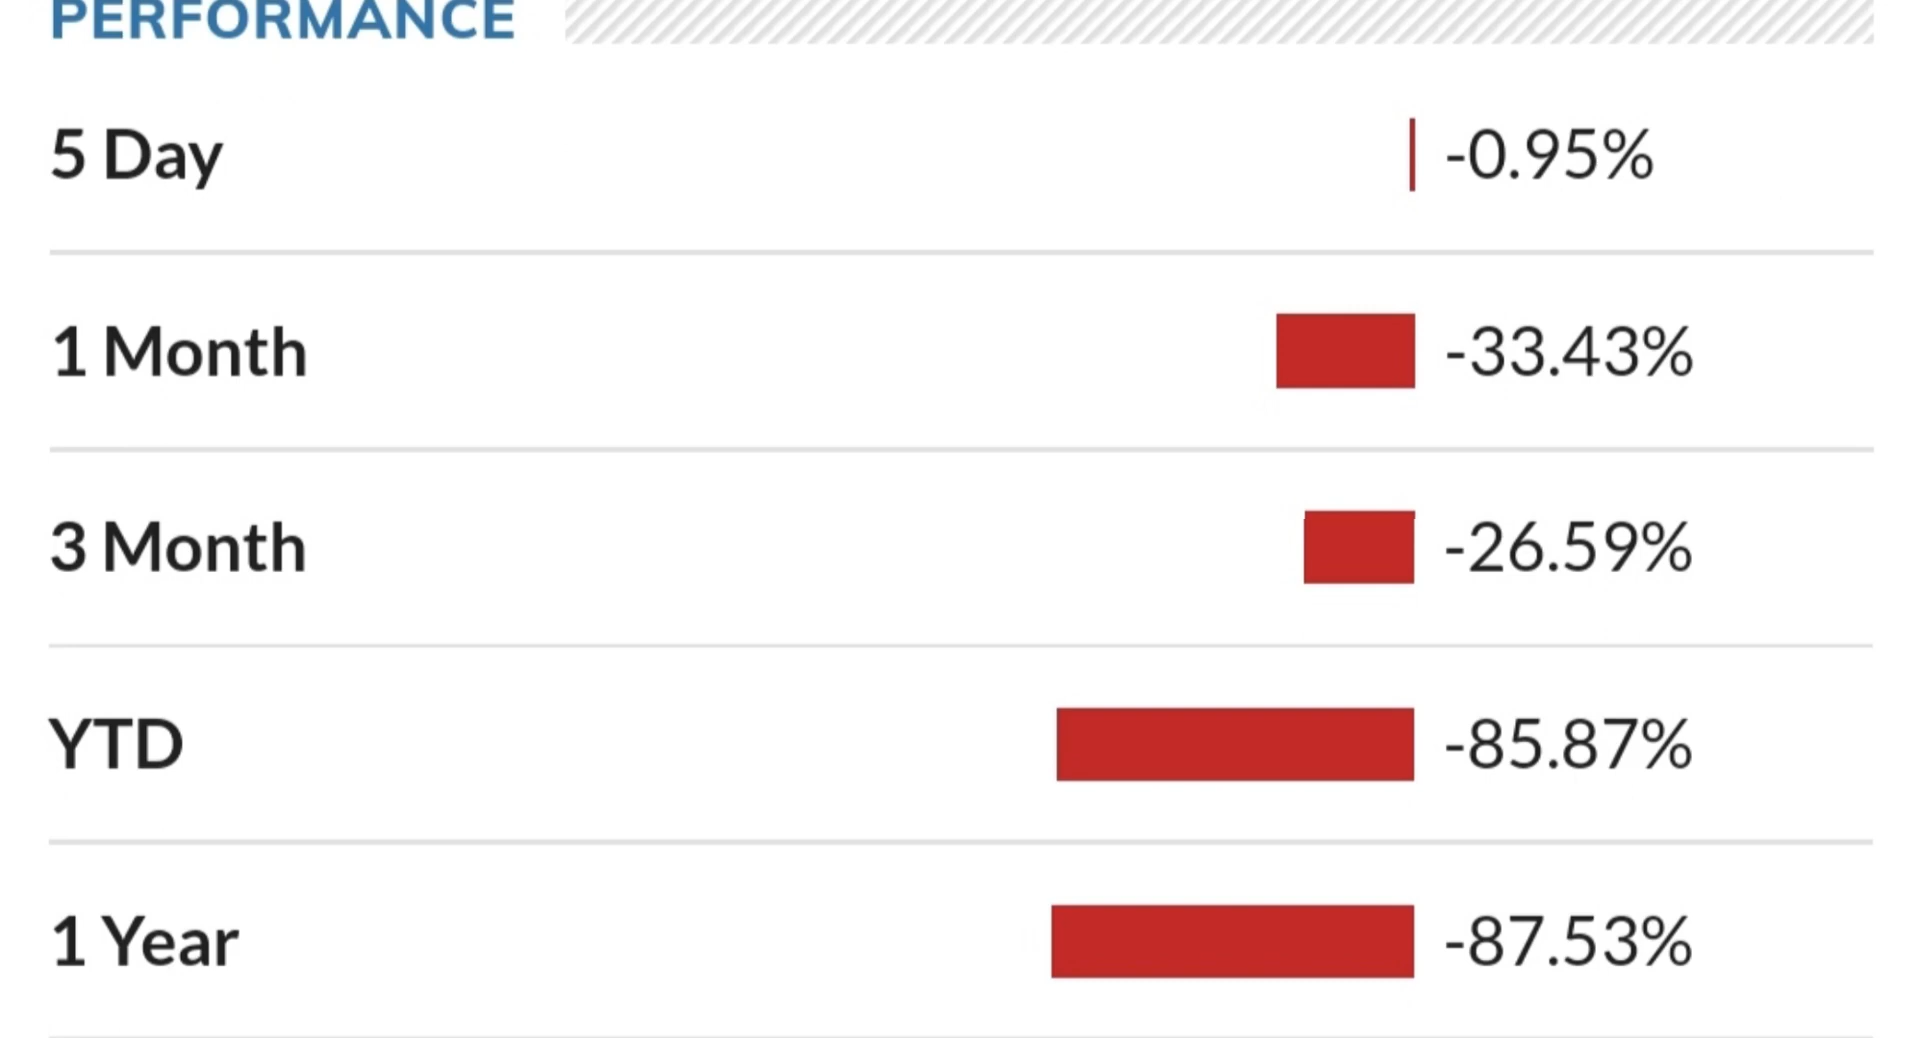 PERFORMANCE
5 Day -0.95%
1 Month -33.43%
3 Month -26.59%
YTD -85.87%
1 Year -87.53%